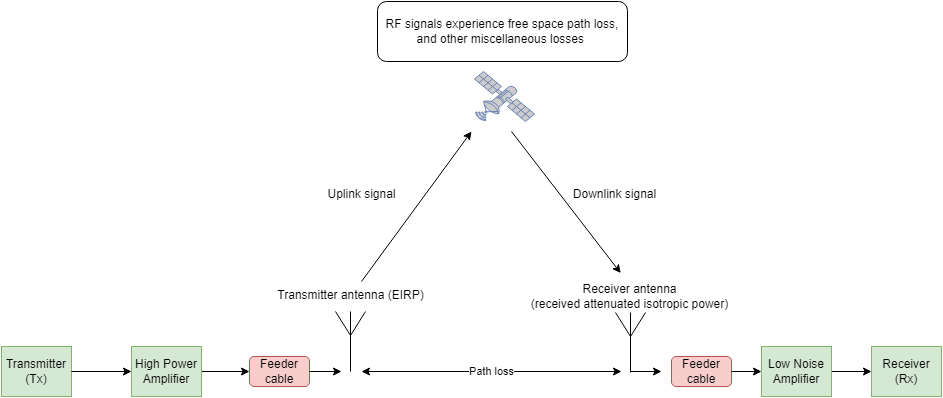 RF signals experience free space path loss,
and other miscellaneous losses
Uplink signal
Downlink signal
Transmitter antenna (EIRP)
Receiver antenna
(received attenuated isotropic power)
Transmitter
(Tx)
High Power
Amplifier
Feeder
cable
Path loss
Feeder
cable
Low Noise
Amplifier
Receiver
(Rx)